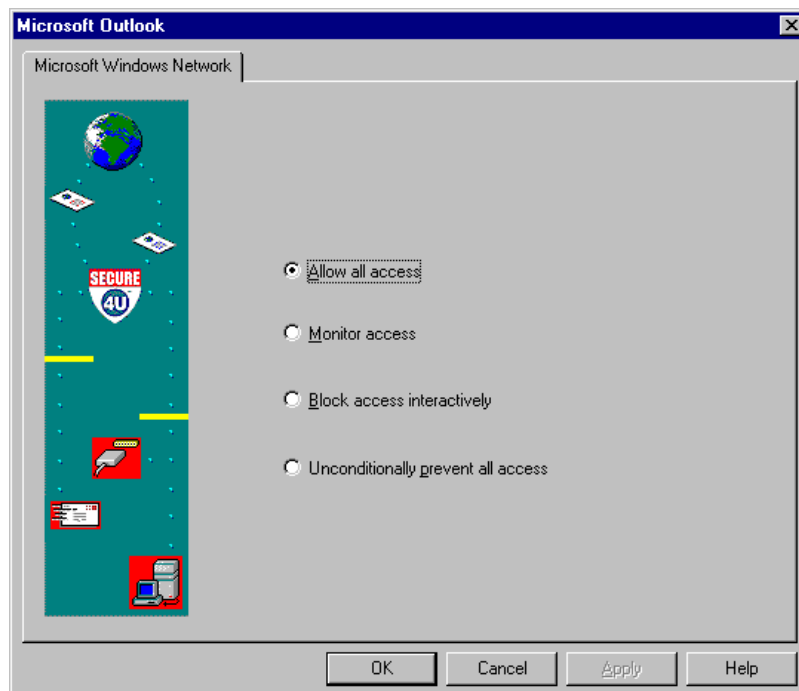 Microsoft Outlook
Microsoft Windows Network
SECURE
4U
Allow all access
Monitor access
Block access interactively
Unconditionally prevent all access
OK Cancel Apply Help